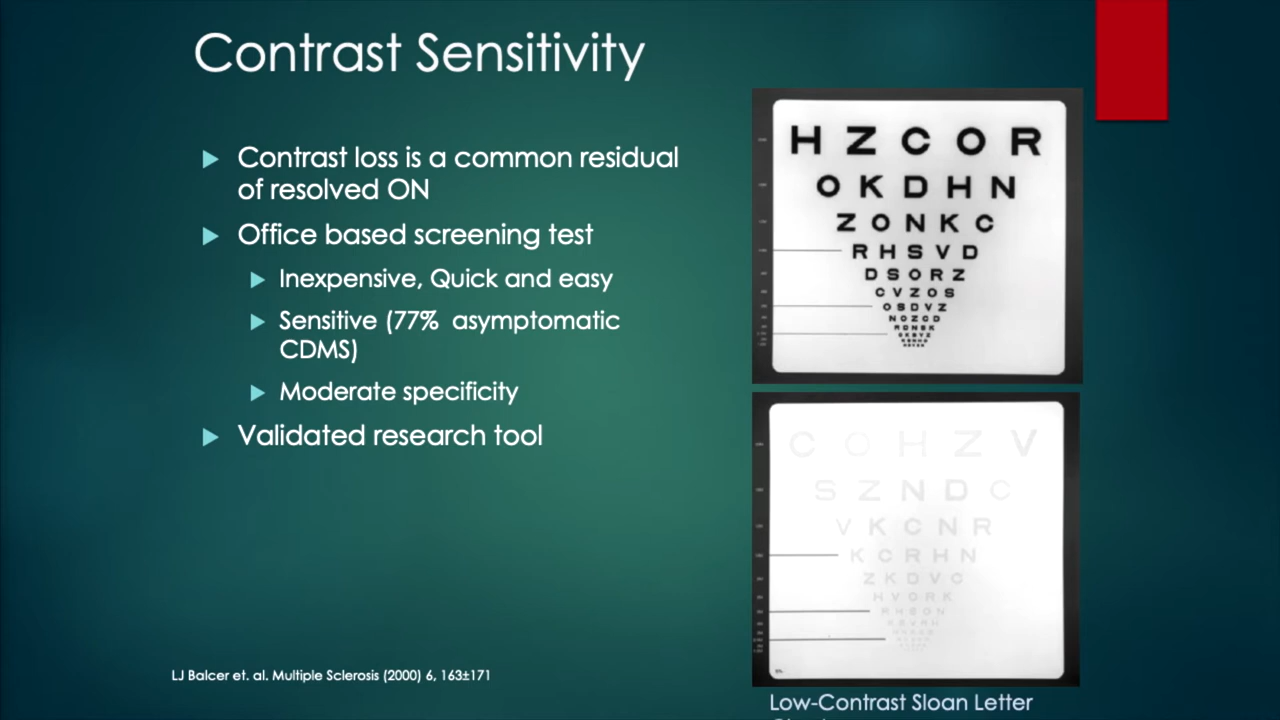 Contrast Sensitivity
Contrast loss is a common residual
of resolved ON
Office based screening test
Inexpensive, Quick and easy
Sensitive (77% asymptomatic
CDMS)
Moderate specificity
Validated research tool
LJ Balcer et. al. Multiple Sclerosis (2000) 6, 163±171
H Z C O R
O K D H N
Z O N K C
R H S V D
D S O R Z
C V Z O S
O S D V Z
N O Z C D
R D N S K
C O H Z V
S Z N D C
V K C N R
K C R H N
Z K D V C
H V O R K
R H S O N
Low-Contrast Sloan Letter